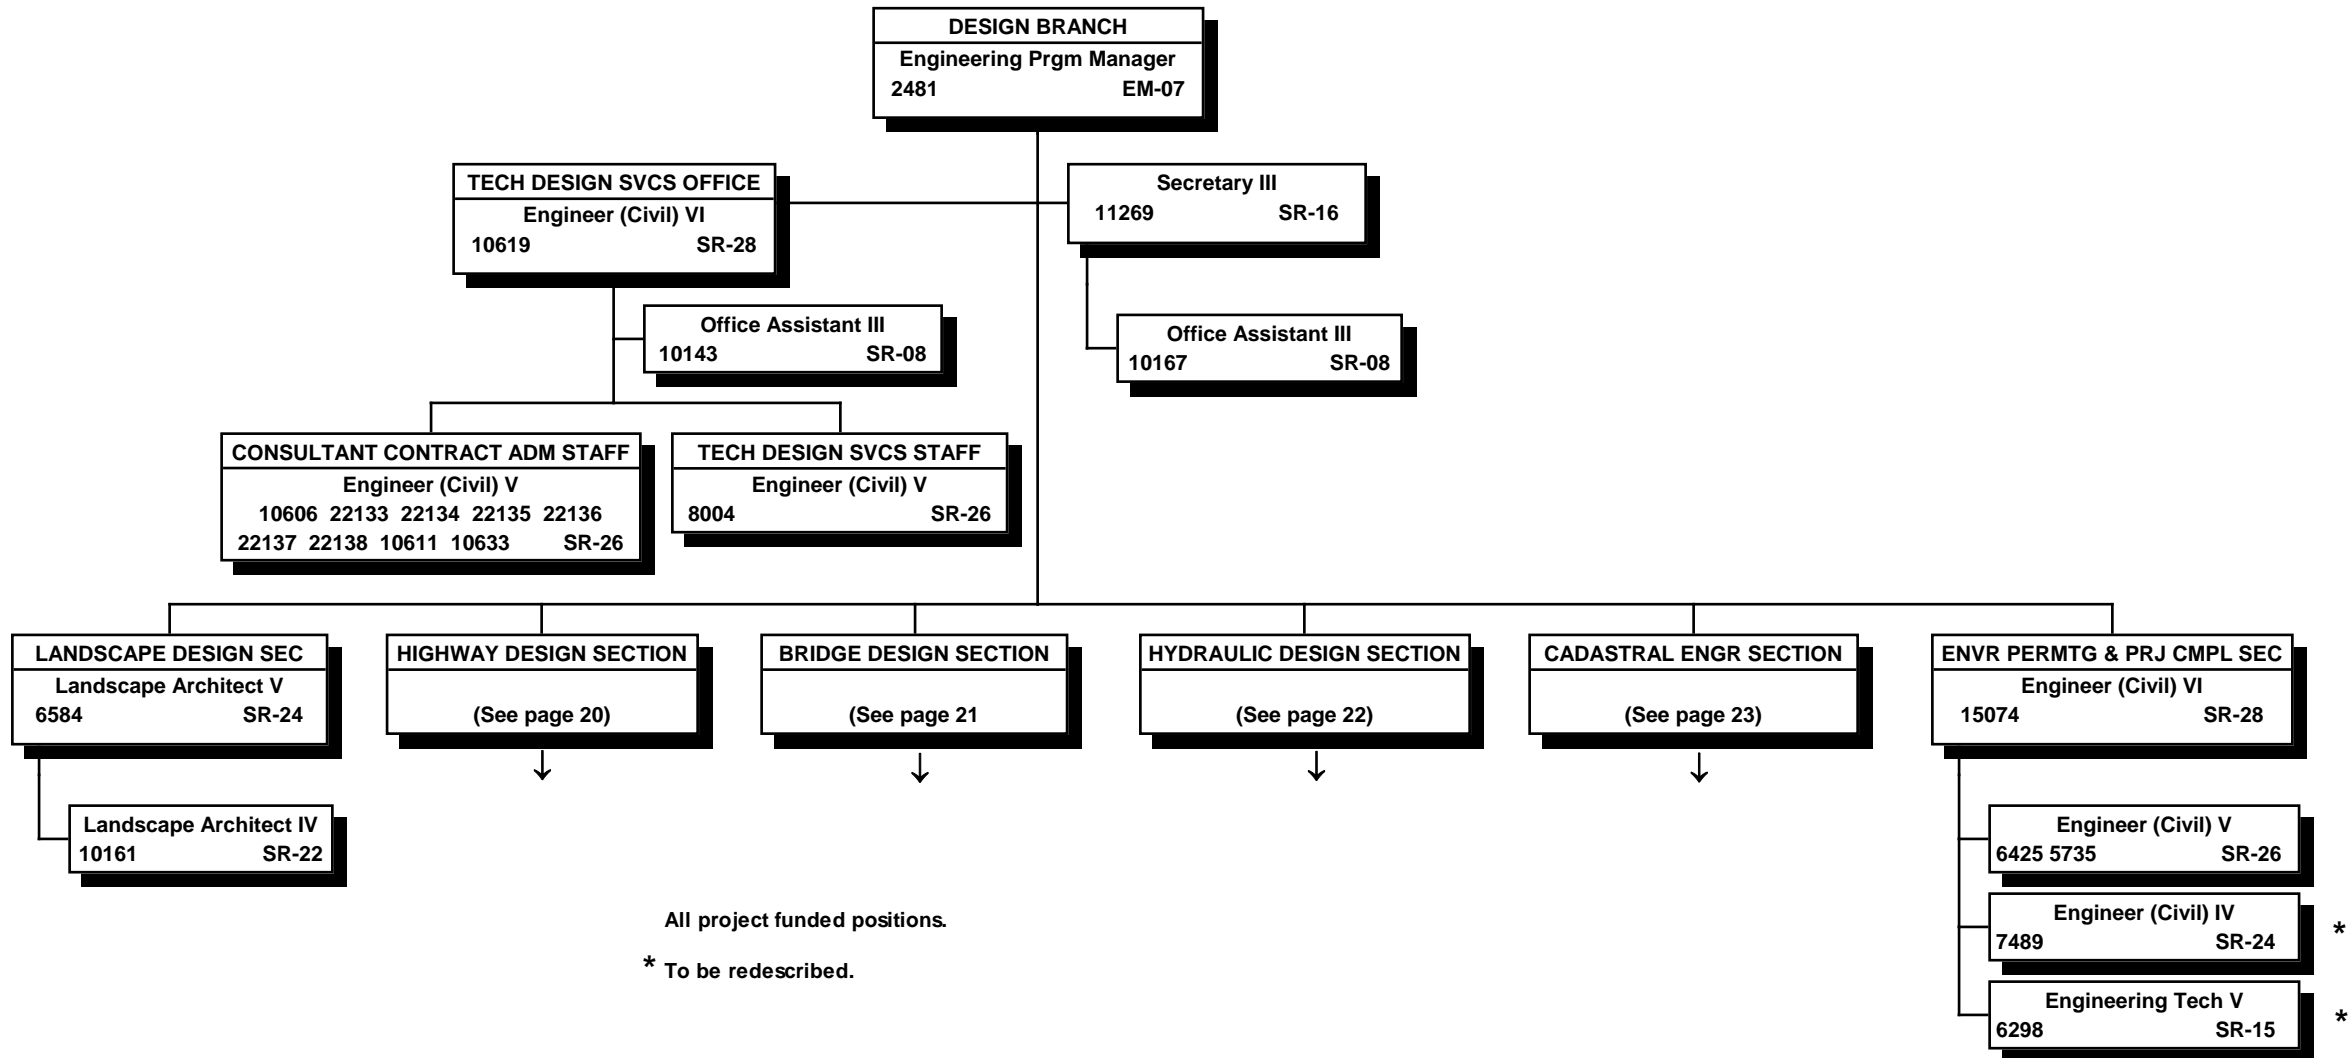 DESIGN BRANCH
Engineering Prgm Manager
2481 EM-07
TECH DESIGN SVCS OFFICE
Engineer (Civil) VI
10619 SR-28
Secretary III
11269 SR-16
Office Assistant III
10143 SR-08
Office Assistant III
10167 SR-08
CONSULTANT CONTRACT ADM STAFF
Engineer (Civil) V
10606 22133 22134 22135 22136
22137 22138 10611 10633 SR-26
TECH DESIGN SVCS STAFF
Engineer (Civil) V
8004 SR-26
LANDSCAPE DESIGN SEC
Landscape Architect V
6584 SR-24
Landscape Architect IV
10161 SR-22
HIGHWAY DESIGN SECTION
(See page 20)
BRIDGE DESIGN SECTION
(See page 21
HYDRAULIC DESIGN SECTION
(See page 22)
CADASTRAL ENGR SECTION
(See page 23)
ENVR PERMTG & PRJ CMPL SEC
Engineer (Civil) VI
15074 SR-28
Engineer (Civil) V
6425 5735 SR-26
Engineer (Civil) IV
7489 SR-24 *
Engineering Tech V
6298 SR-15 *
All project funded positions.
* To be redescribed.